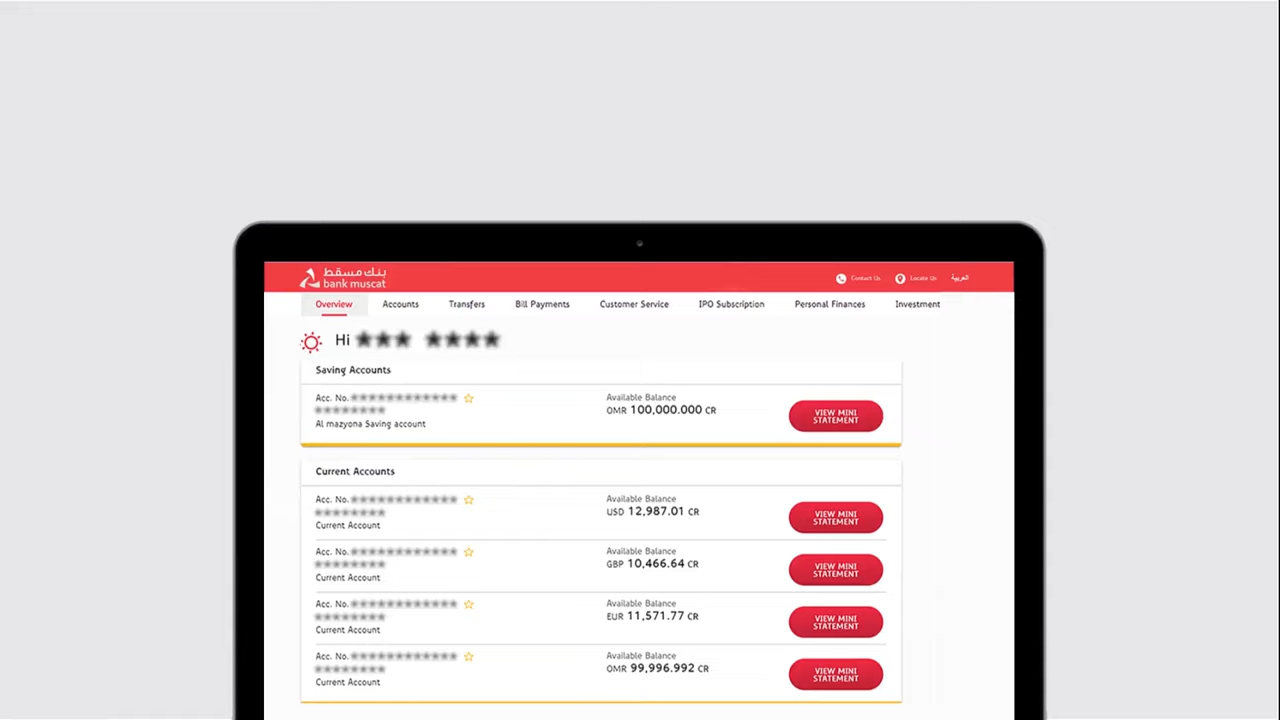 بنك مسقط
bank muscat
Contact Us
Locate Us
العربية
Overview
Accounts
Transfers
Bill Payments
Customer Service
IPO Subscription
Personal Finances
Investment
Hi *** ****
Saving Accounts
Acc. No. ************
********
Al mazyona Saving account
Available Balance
OMR 100,000.000 CR
VIEW MINI
STATEMENT
Current Accounts
Acc. No. ************
********
Current Account
Available Balance
USD 12,987.01 CR
VIEW MINI
STATEMENT
Acc. No. ************
********
Current Account
Available Balance
GBP 10,466.64 CR
VIEW MINI
STATEMENT
Acc. No. ************
********
Current Account
Available Balance
EUR 11,571.77 CR
VIEW MINI
STATEMENT
Acc. No. ************
********
Current Account
Available Balance
OMR 99,996.992 CR
VIEW MINI
STATEMENT